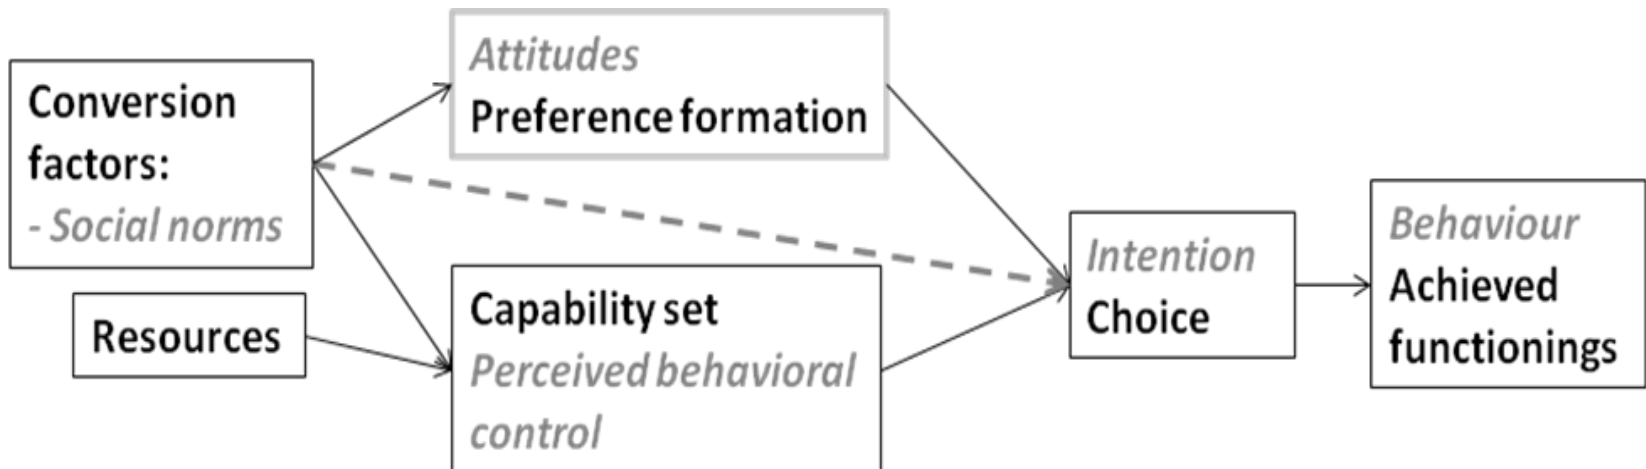 Conversion
factors:
- Social norms
Resources
Attitudes
Preference formation
Capability set
Perceived behavioral
control
Intention
Choice
Behaviour
Achieved
functionings